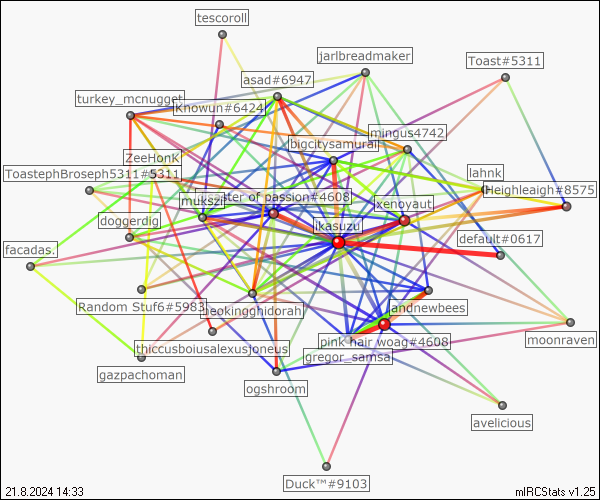 tescoroll
jarlbreadmaker
Toast#5311
asad#6947
turkey_mcnugget
Knowun#6424
mingus4742
bigcitysamurai
ZeeHonK
lahnk
ToastephBroseph5311#5311
Heighleaigh#8575
mukszil
ster of passion#4608
xenoyaut
doggerdig
ikasuzu
default#0617
facadas.
Random Stuf6#5983
heokingghidorah
landnewbees
pink hair woag#4608
moonraven
thiccusboiusalexusjoneus
gregor_samsa
gazpachoman
ogshroom
avelicious
Duck™#9103
21.8.2024 14:33
mIRCStats v1.25